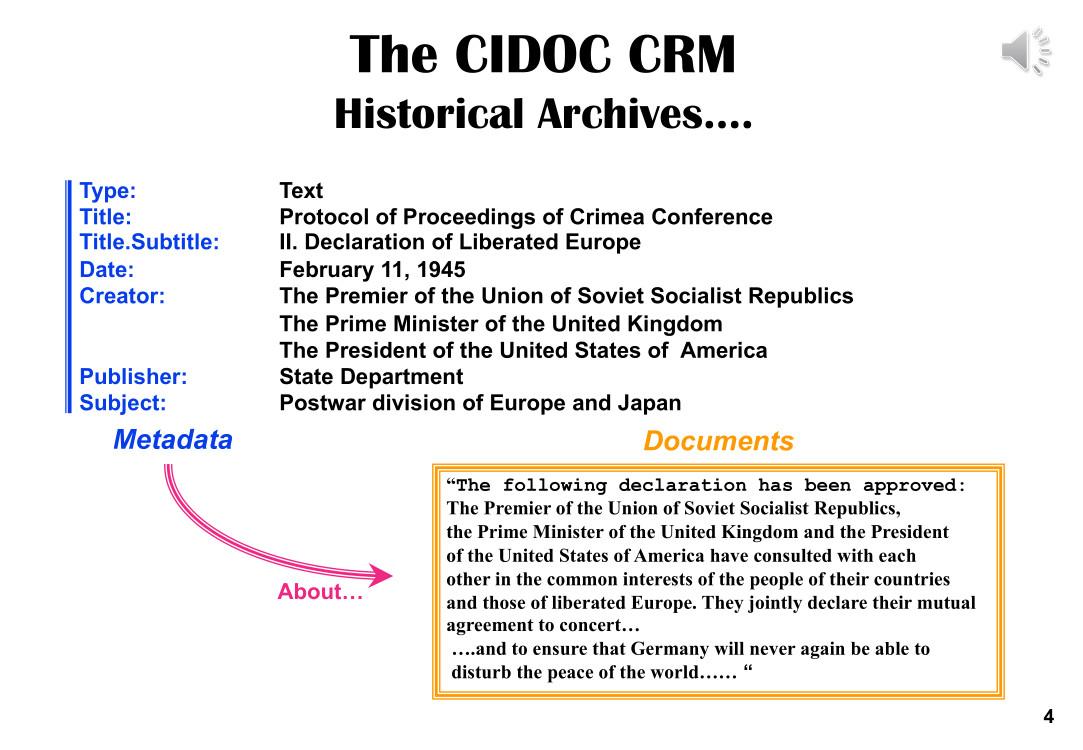 The CIDOC CRM
Historical Archives....
Type: Text
Title: Protocol of Proceedings of Crimea Conference
Title.Subtitle: II. Declaration of Liberated Europe
Date: February 11, 1945
Creator: The Premier of the Union of Soviet Socialist Republics
The Prime Minister of the United Kingdom
The President of the United States of  America
Publisher: State Department
Subject: Postwar division of Europe and Japan
Metadata
Documents
“The following declaration has been approved:
The Premier of the Union of Soviet Socialist Republics,
the Prime Minister of the United Kingdom and the President
of the United States of America have consulted with each
other in the common interests of the people of their countries
and those of liberated Europe. They jointly declare their mutual
agreement to concert…
….and to ensure that Germany will never again be able to
disturb the peace of the world…… “
About…
4